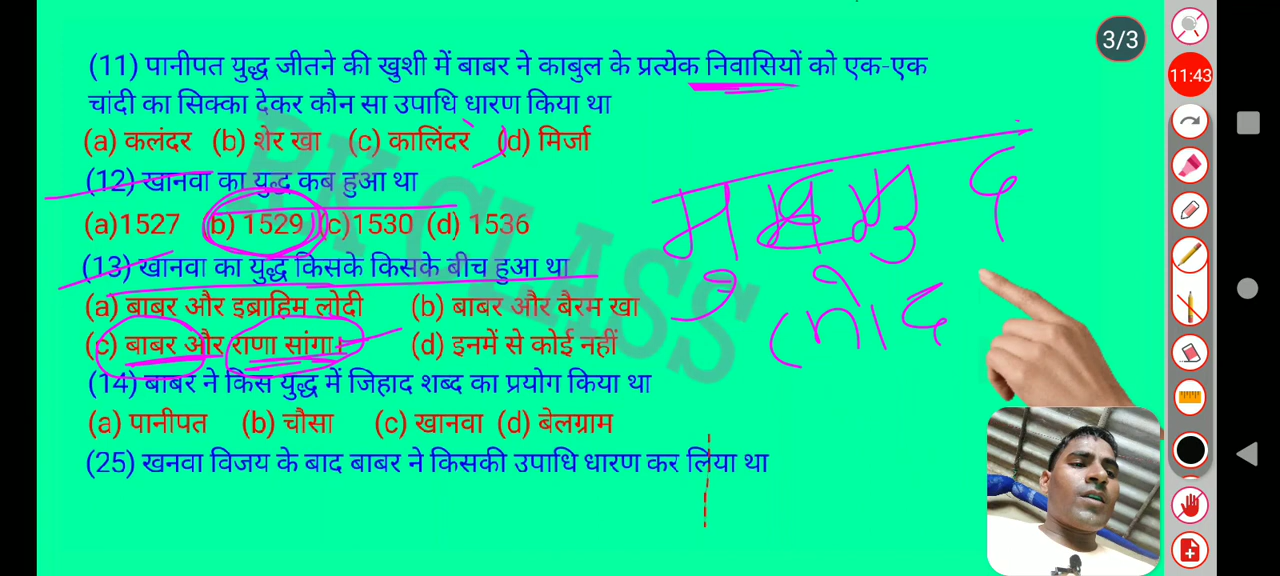 3/3
(11) पानीपत युद्ध जीतने की खुशी में बाबर ने काबुल के प्रत्येक निवासियों को एक-एक
चांदी का सिक्का देकर कौन सा उपाधि धारण किया था
(a) कलंदर (b) शेर खा (c) कालिंदर (d) मिर्जा
(12) खानवा का युद्ध कब हुआ था
(a)1527 (b) 1529 (c)1530 (d) 1536
(13) खानवा का युद्ध किसके किसके बीच हुआ था
(a) बाबर और इब्राहिम लोदी (b) बाबर और बैरम खा
(c) बाबर और राणा सांगा (d) इनमें से कोई नहीं
(14) बाबर ने किस युद्ध में जिहाद शब्द का प्रयोग किया था
(a) पानीपत (b) चौसा (c) खानवा (d) बेलग्राम
(25) खनवा विजय के बाद बाबर ने किसकी उपाधि धारण कर लिया था
RK CLASS
11:43